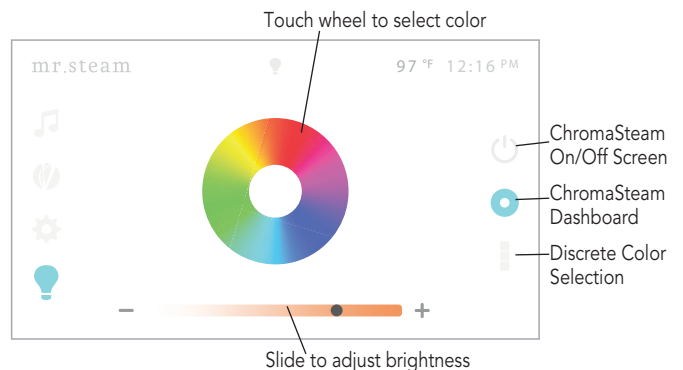 Touch wheel to select color
mr.steam
97 °F 12:16 PM
ChromaSteam
On/Off Screen
ChromaSteam
Dashboard
Discrete Color
Selection
Slide to adjust brightness